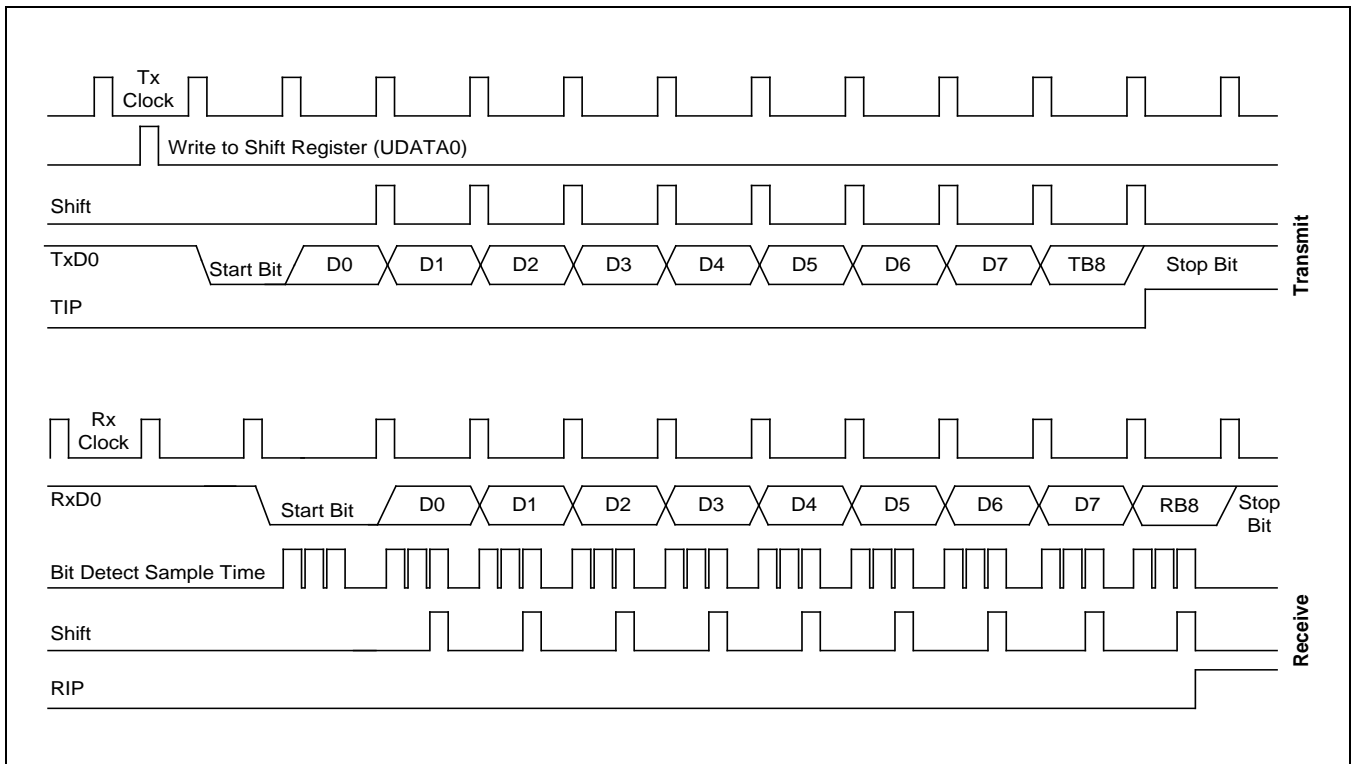 Tx
Clock
Write to Shift Register (UDATA0)
Shift
TxD0
Start Bit
D0
D1
D2
D3
D4
D5
D6
D7
TB8
Stop Bit
TIP
Transmit
Rx
Clock
RxD0
Start Bit
D0
D1
D2
D3
D4
D5
D6
D7
RB8
Stop
Bit
Bit Detect Sample Time
Shift
RIP
Receive